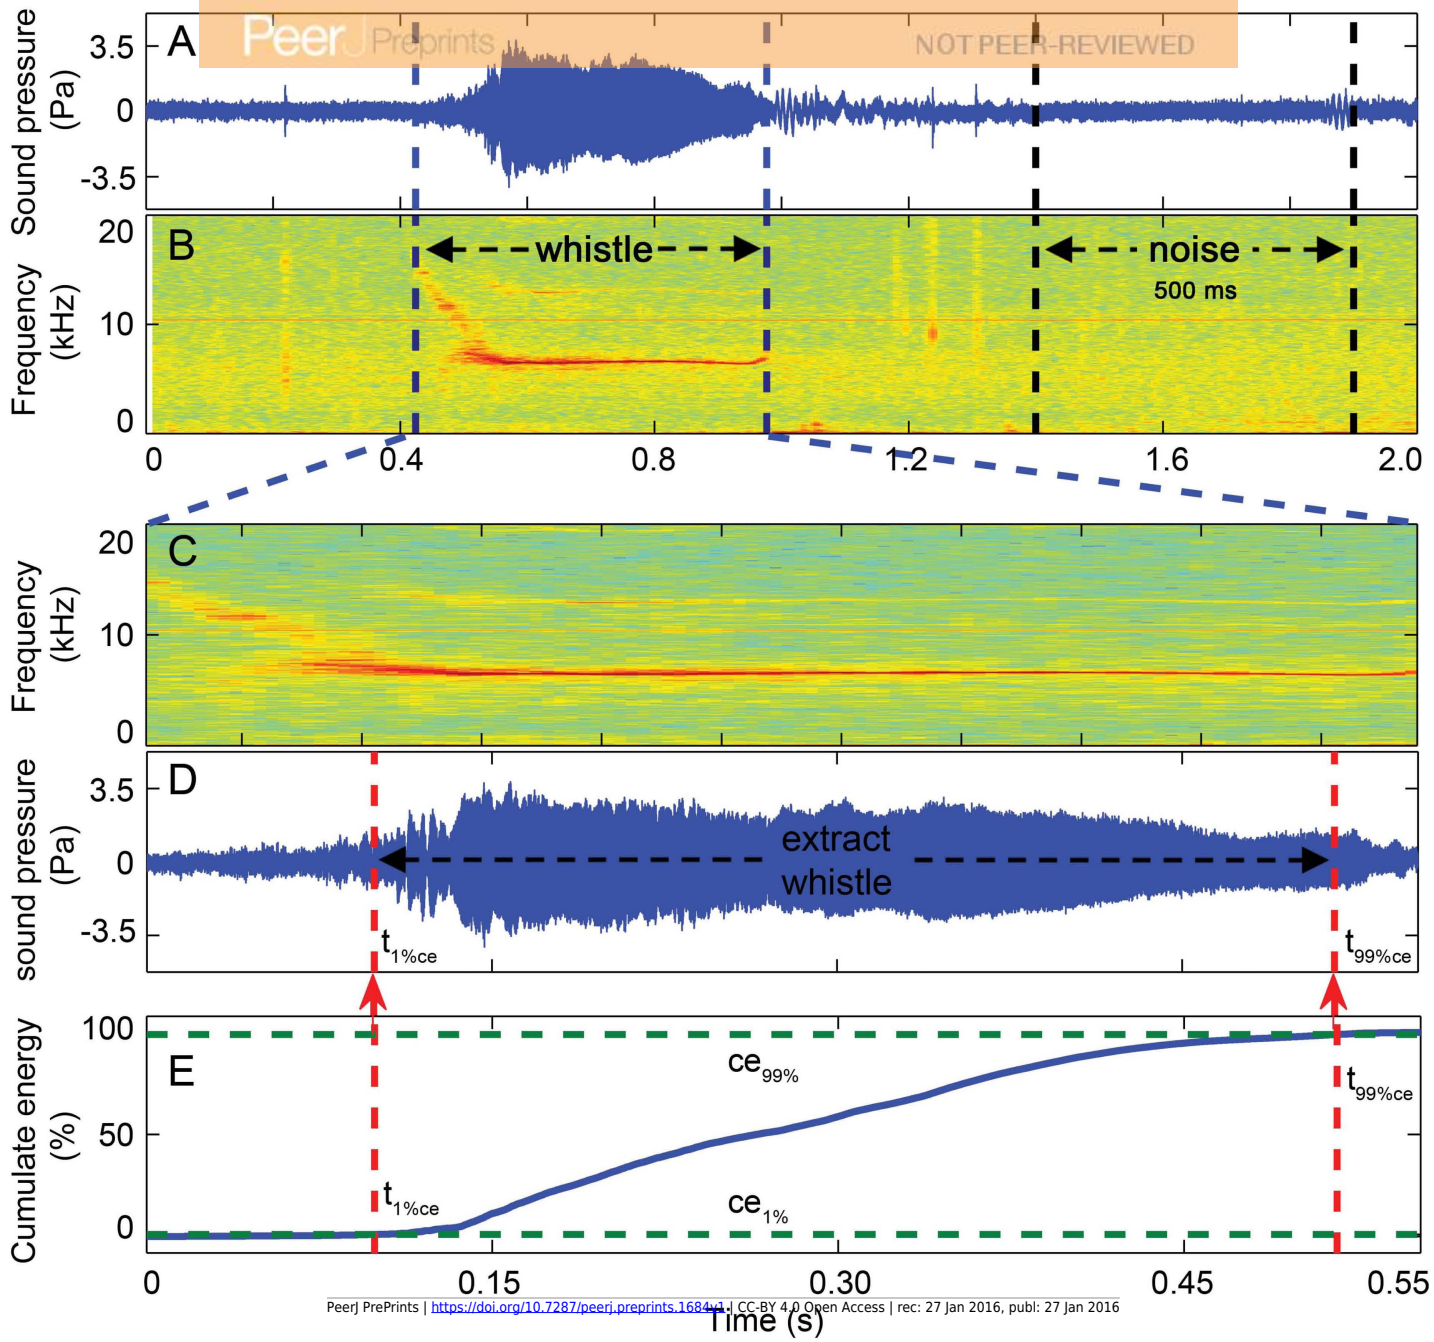 PeerJ Preprints NOT PEER-REVIEWED
A
Sound pressure
(Pa)
3.5
0
-3.5
B
Frequency
(kHz)
20
10
0
whistle
noise
500 ms
0 0.4 0.8 1.2 1.6 2.0
C
Frequency
(kHz)
20
10
0
D
sound pressure
(Pa)
3.5
0
-3.5
extract
whistle
t1%ce
t99%ce
E
Cumulate energy
(%)
100
50
0
ce99%
t99%ce
t1%ce
ce1%
0 0.15 0.30 0.45 0.55
Time (s)
PeerJ PrePrints | https://doi.org/10.7287/peerj.preprints.1684v1 | CC-BY 4.0 Open Access | rec: 27 Jan 2016, publ: 27 Jan 2016